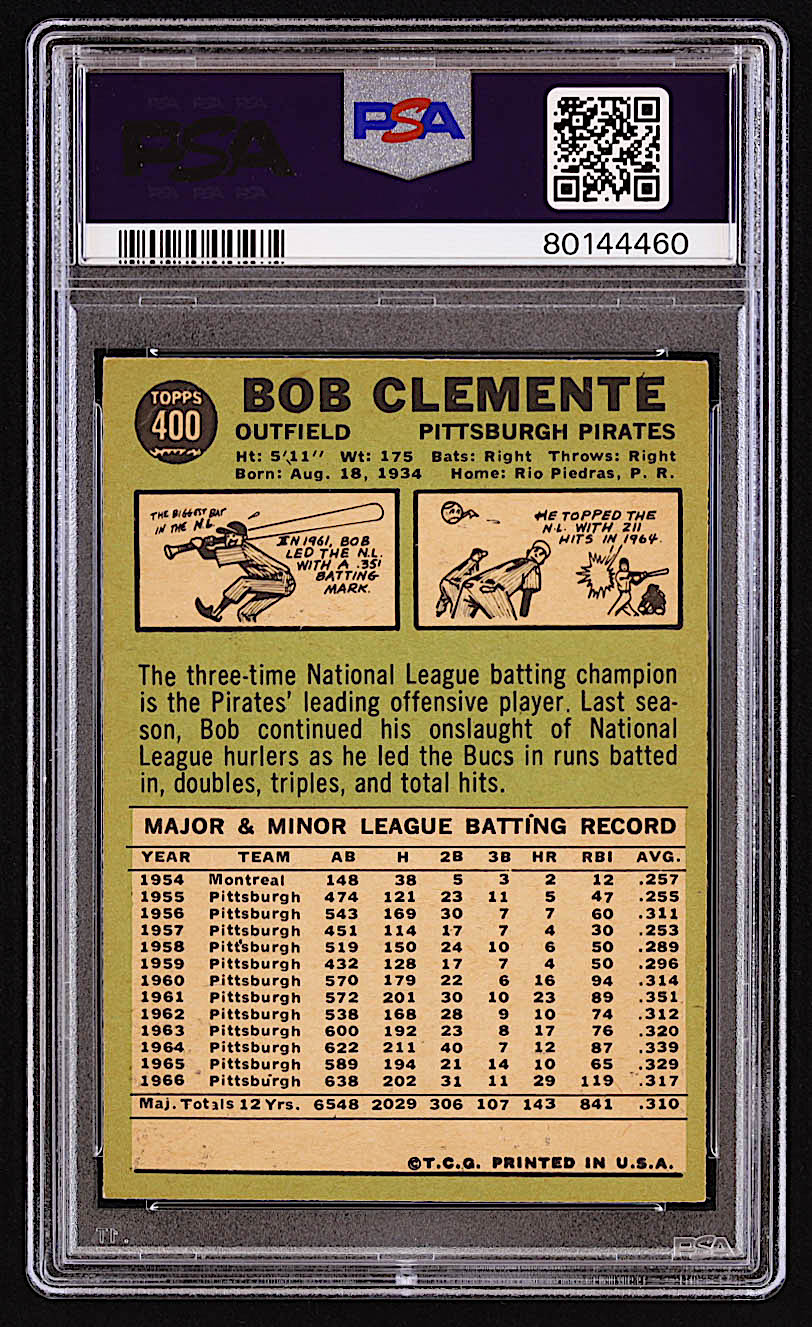 PSA PSA PSA
PSA
PSA PSA PSA
PSA
80144460
TOPPS
400
BOB CLEMENTE
OUTFIELD PITTSBURGH PIRATES
Ht: 5'11" Wt: 175 Bats: Right Throws: Right
Born: Aug. 18, 1934 Home: Rio Piedras, P. R.
THE BIGGEST BAT
IN THE N.L.
IN 1961, BOB
LED THE N.L.
WITH A .351
BATTING
MARK.
HE TOPPED THE
N.L. WITH 211
HITS IN 1964.
The three-time National League batting champion
is the Pirates' leading offensive player. Last sea-
son, Bob continued his onslaught of National
League hurlers as he led the Bucs in runs batted
in, doubles, triples, and total hits.
MAJOR & MINOR LEAGUE BATTING RECORD
YEAR TEAM AB H 2B 3B HR RBI AVG.
1954 Montreal 148 38 5 3 2 12 .257
1955 Pittsburgh 474 121 23 11 5 47 .255
1956 Pittsburgh 543 169 30 7 7 60 .311
1957 Pittsburgh 451 114 17 7 4 30 .253
1958 Pittsburgh 519 150 24 10 6 50 .289
1959 Pittsburgh 432 128 17 7 4 50 .296
1960 Pittsburgh 570 179 22 6 16 94 .314
1961 Pittsburgh 572 201 30 10 23 89 .351
1962 Pittsburgh 538 168 28 9 10 74 .312
1963 Pittsburgh 600 192 23 8 17 76 .320
1964 Pittsburgh 622 211 40 7 12 87 .339
1965 Pittsburgh 589 194 21 14 10 65 .329
1966 Pittsburgh 638 202 31 11 29 119 .317
Maj. Totals 12 Yrs. 6548 2029 306 107 143 841 .310
©T.C.G. PRINTED IN U.S.A.
PSA